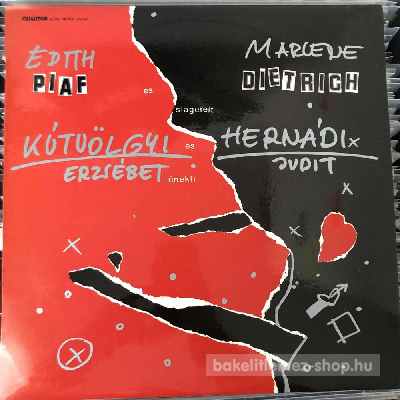 ÉDITH
PIAF
MARLENE
DIETRICH
és
slágereit
KÚTVÖLGYI
ERZSÉBET
és
HERNÁDI
JUDIT
énekli
bakelitlemez-shop.hu